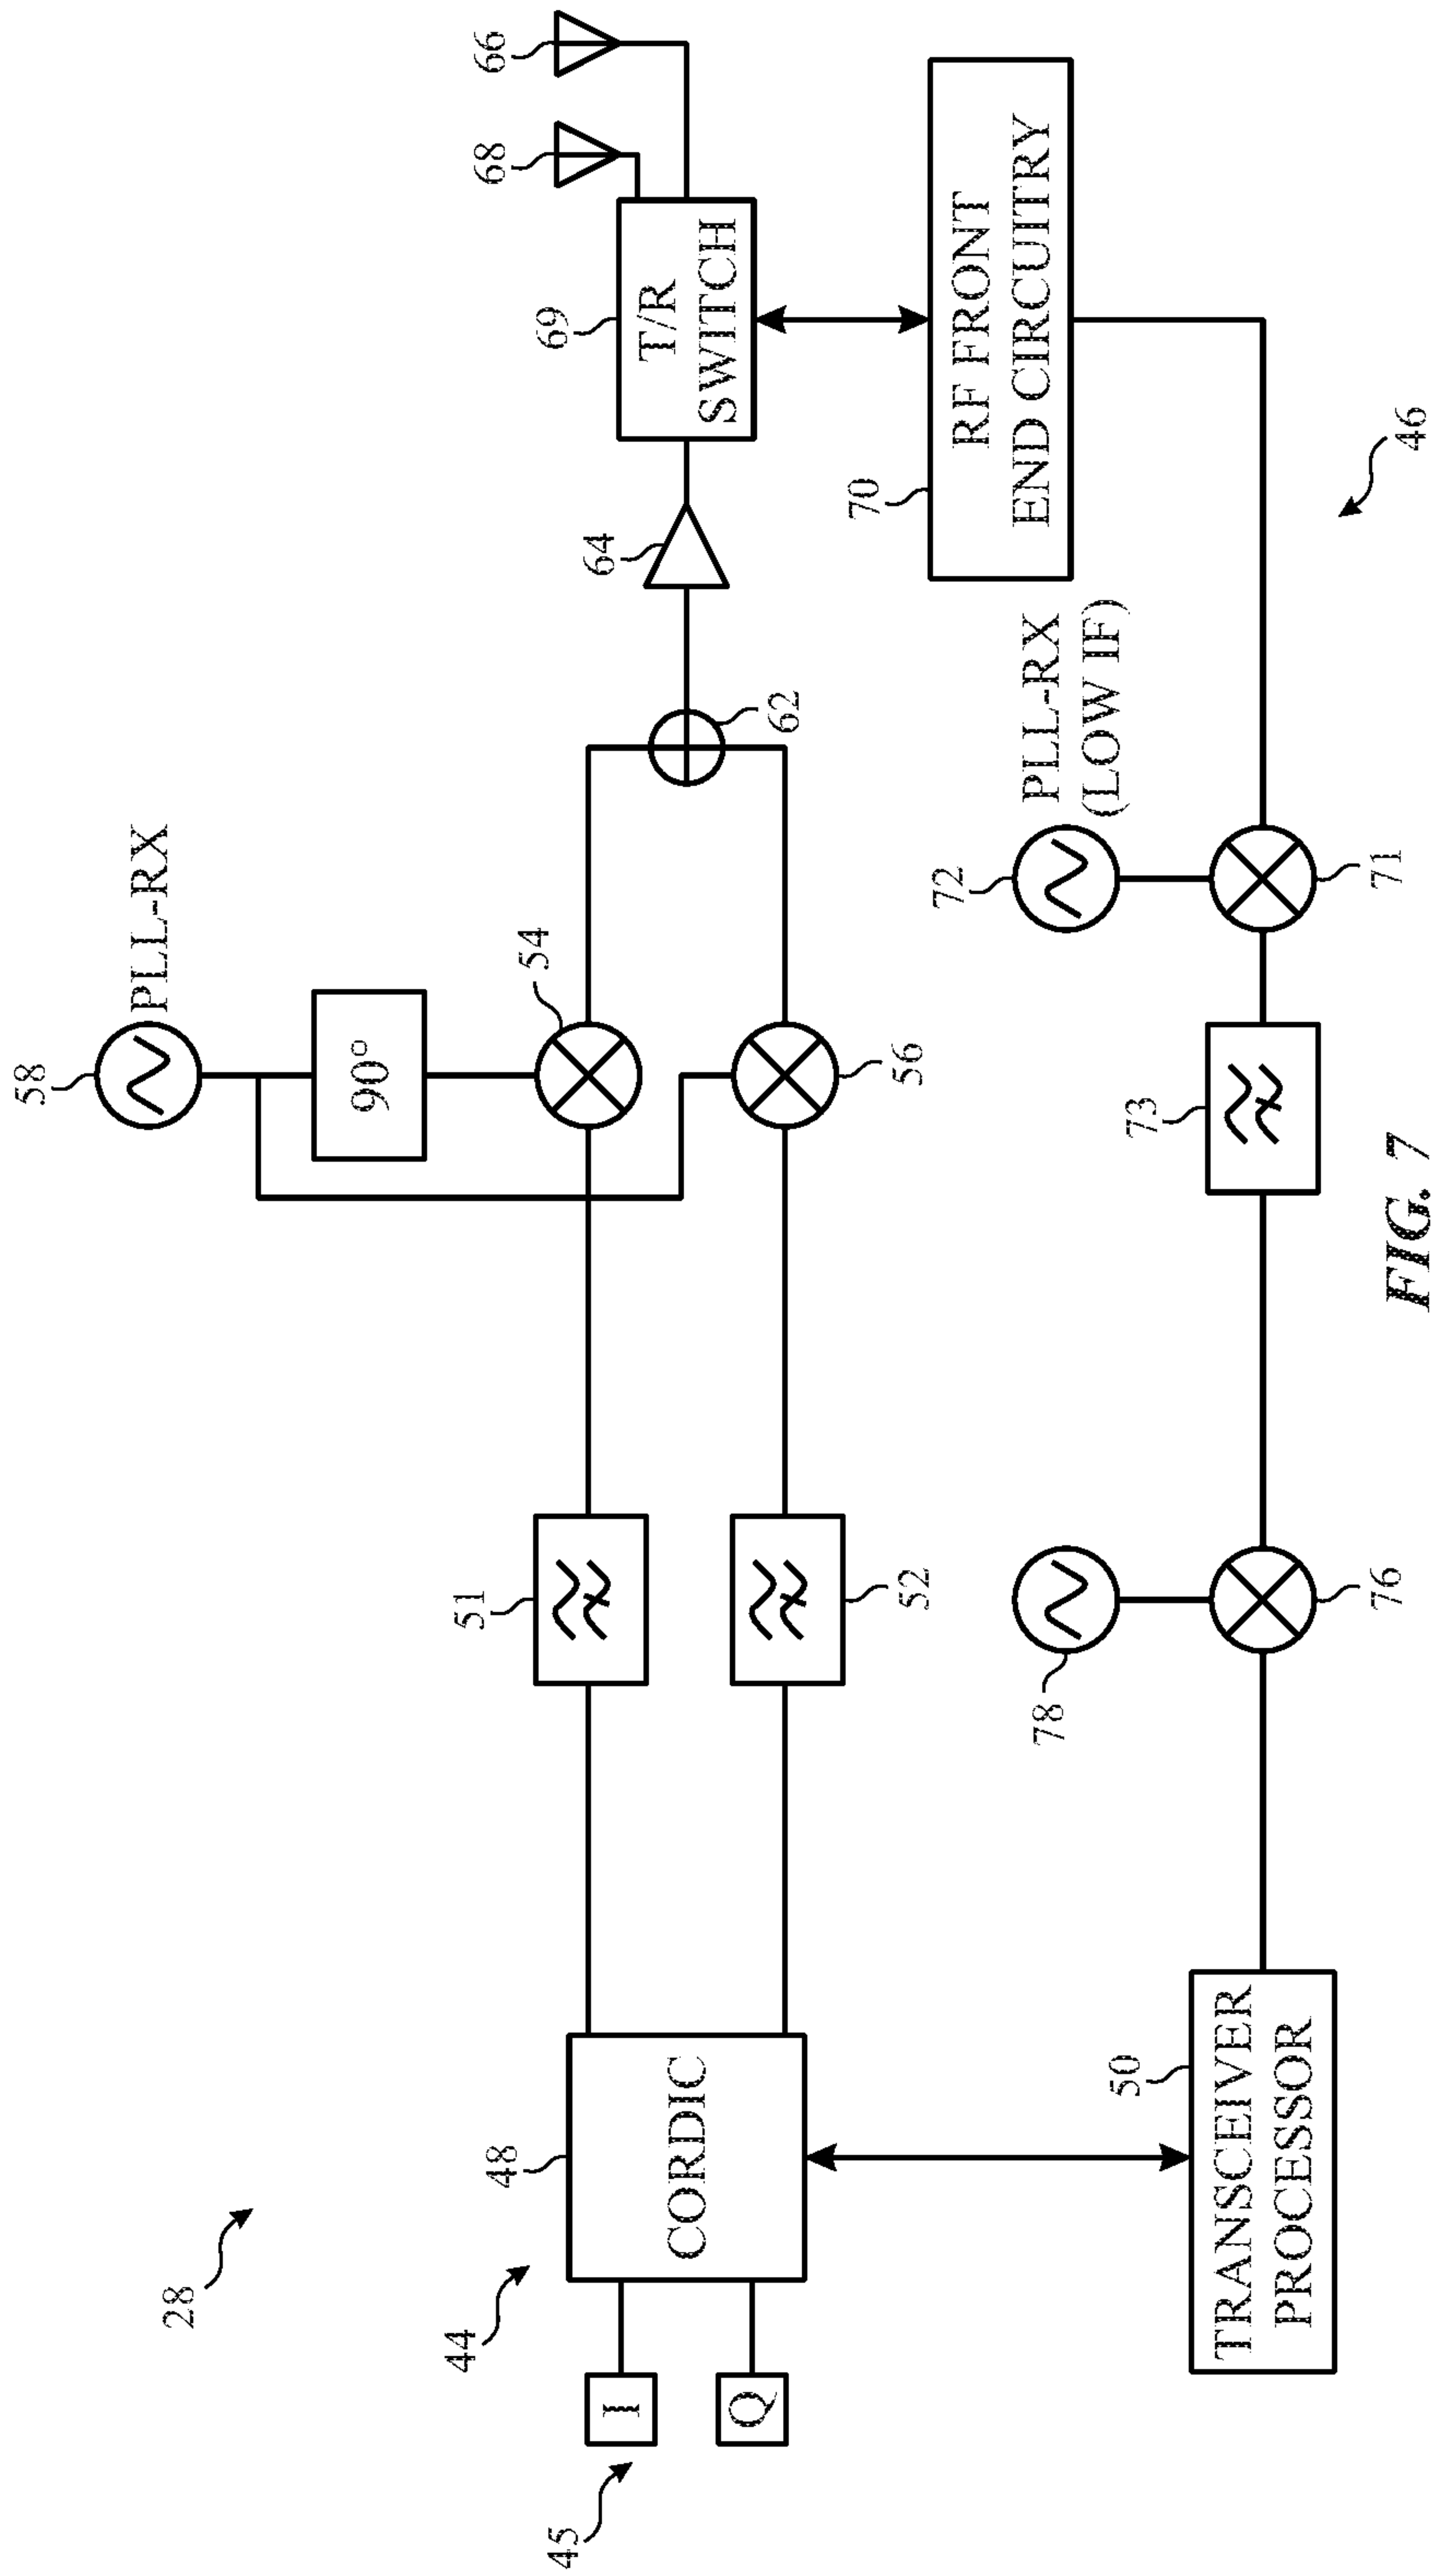 28
58
PLL-RX
90°
66
68
44
48
51
54
69
64
T/R
SWITCH
45
I
Q
CORDIC
52
56
62
70
RF FRONT
END CIRCUITRY
78
72
PLL-RX
(LOW IF)
50
TRANSCEIVER
PROCESSOR
76
73
71
46
FIG. 7